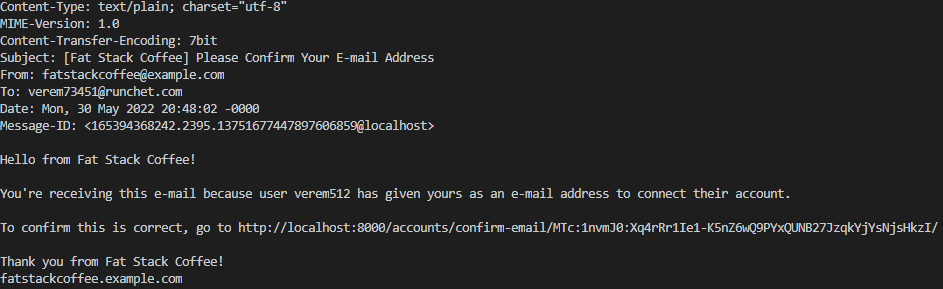 Content-Type: text/plain; charset="utf-8"
MIME-Version: 1.0
Content-Transfer-Encoding: 7bit
Subject: [Fat Stack Coffee] Please Confirm Your E-mail Address
From: fatstackcoffee@example.com
To: verem73451@runchet.com
Date: Mon, 30 May 2022 20:48:02 -0000
Message-ID: <165394368242.2395.13751677447897606859@localhost>
Hello from Fat Stack Coffee!
You're receiving this e-mail because user verem512 has given yours as an e-mail address to connect their account.
To confirm this is correct, go to http://localhost:8000/accounts/confirm-email/MTc:1nvmJ0:Xq4rRr1Ie1-K5nZ6wQ9PYxQUNB27JzqkYjYsNjsHkzI/
Thank you from Fat Stack Coffee!
fatstackcoffee.example.com